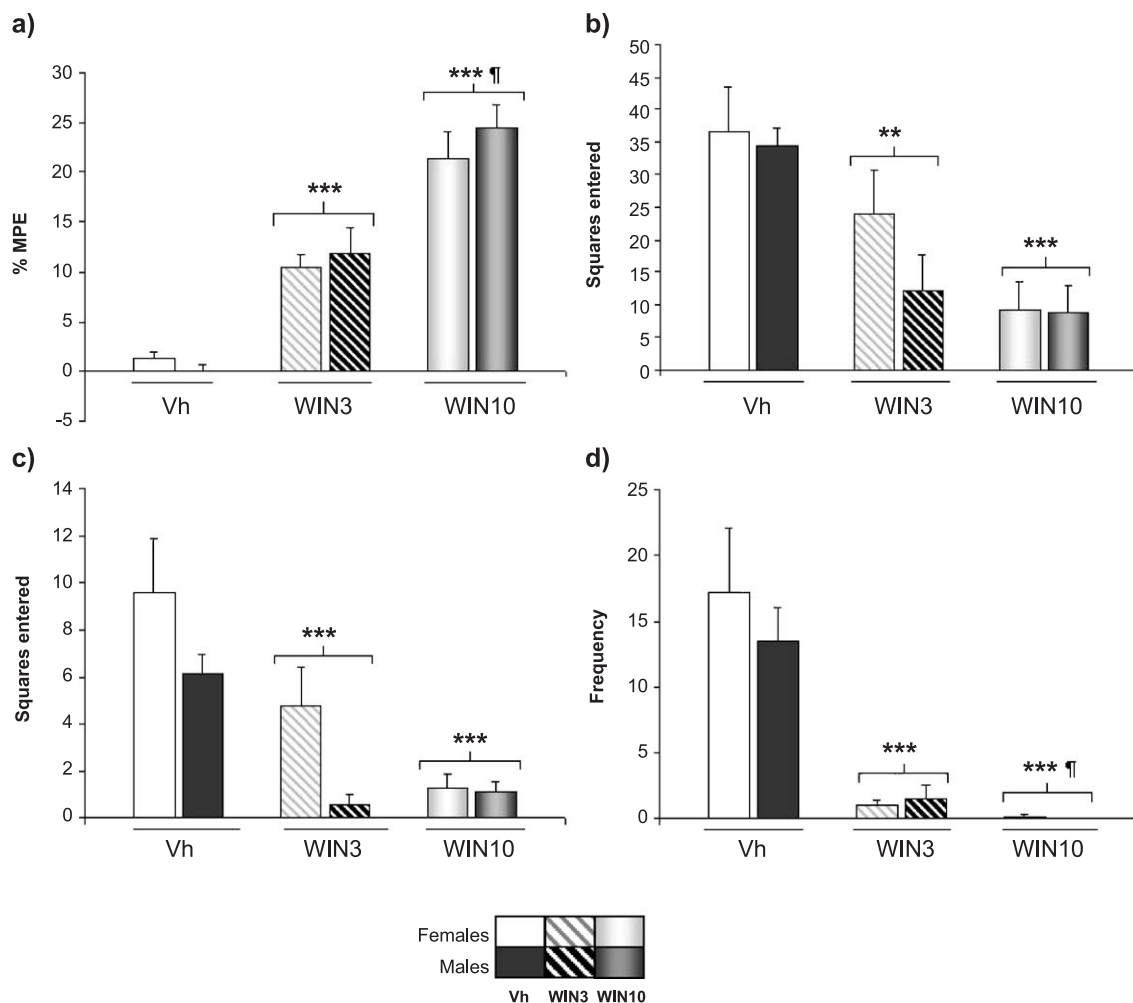 a)
% MPE
30
25
20
15
10
5
0
-5
***
*** ¶
Vh WIN3 WIN10
b)
Squares entered
50
45
40
35
30
25
20
15
10
5
0
**
***
Vh WIN3 WIN10
c)
Squares entered
14
12
10
8
6
4
2
0
***
***
Vh WIN3 WIN10
d)
Frequency
25
20
15
10
5
0
***
*** ¶
Vh WIN3 WIN10
Females
Males
Vh WIN3 WIN10